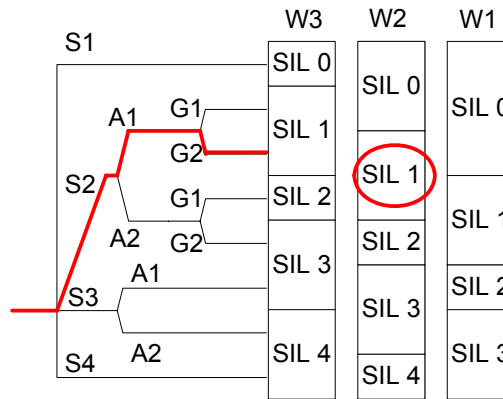 W3 W2 W1
S1
SIL 0 SIL 0 SIL 0
A1 G1
SIL 1
G2
S2 SIL 1
G1 SIL 2
A2 G2 SIL 1
SIL 2
A1 SIL 3
S3 SIL 2
SIL 3 SIL 3
A2 SIL 4
S4 SIL 4